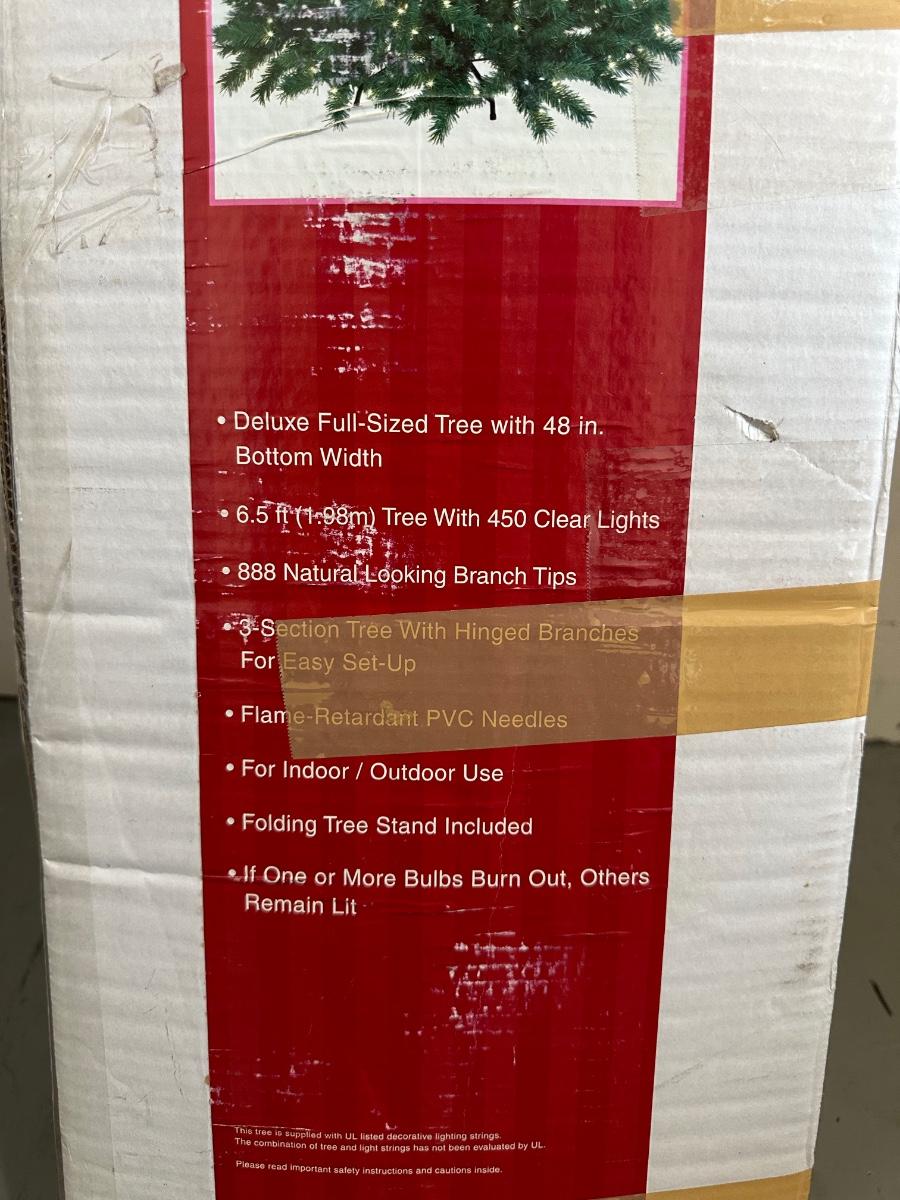 • Deluxe Full-Sized Tree with 48 in.
Bottom Width
• 6.5 ft (1.98m) Tree With 450 Clear Lights
• 888 Natural Looking Branch Tips
• 3-Section Tree With Hinged Branches
For Easy Set-Up
• Flame-Retardant PVC Needles
• For Indoor / Outdoor Use
• Folding Tree Stand Included
• If One or More Bulbs Burn Out, Others
Remain Lit
This tree is supplied with UL listed decorative lighting strings.
The combination of tree and light strings has not been evaluated by UL.
Please read important safety instructions and cautions inside.